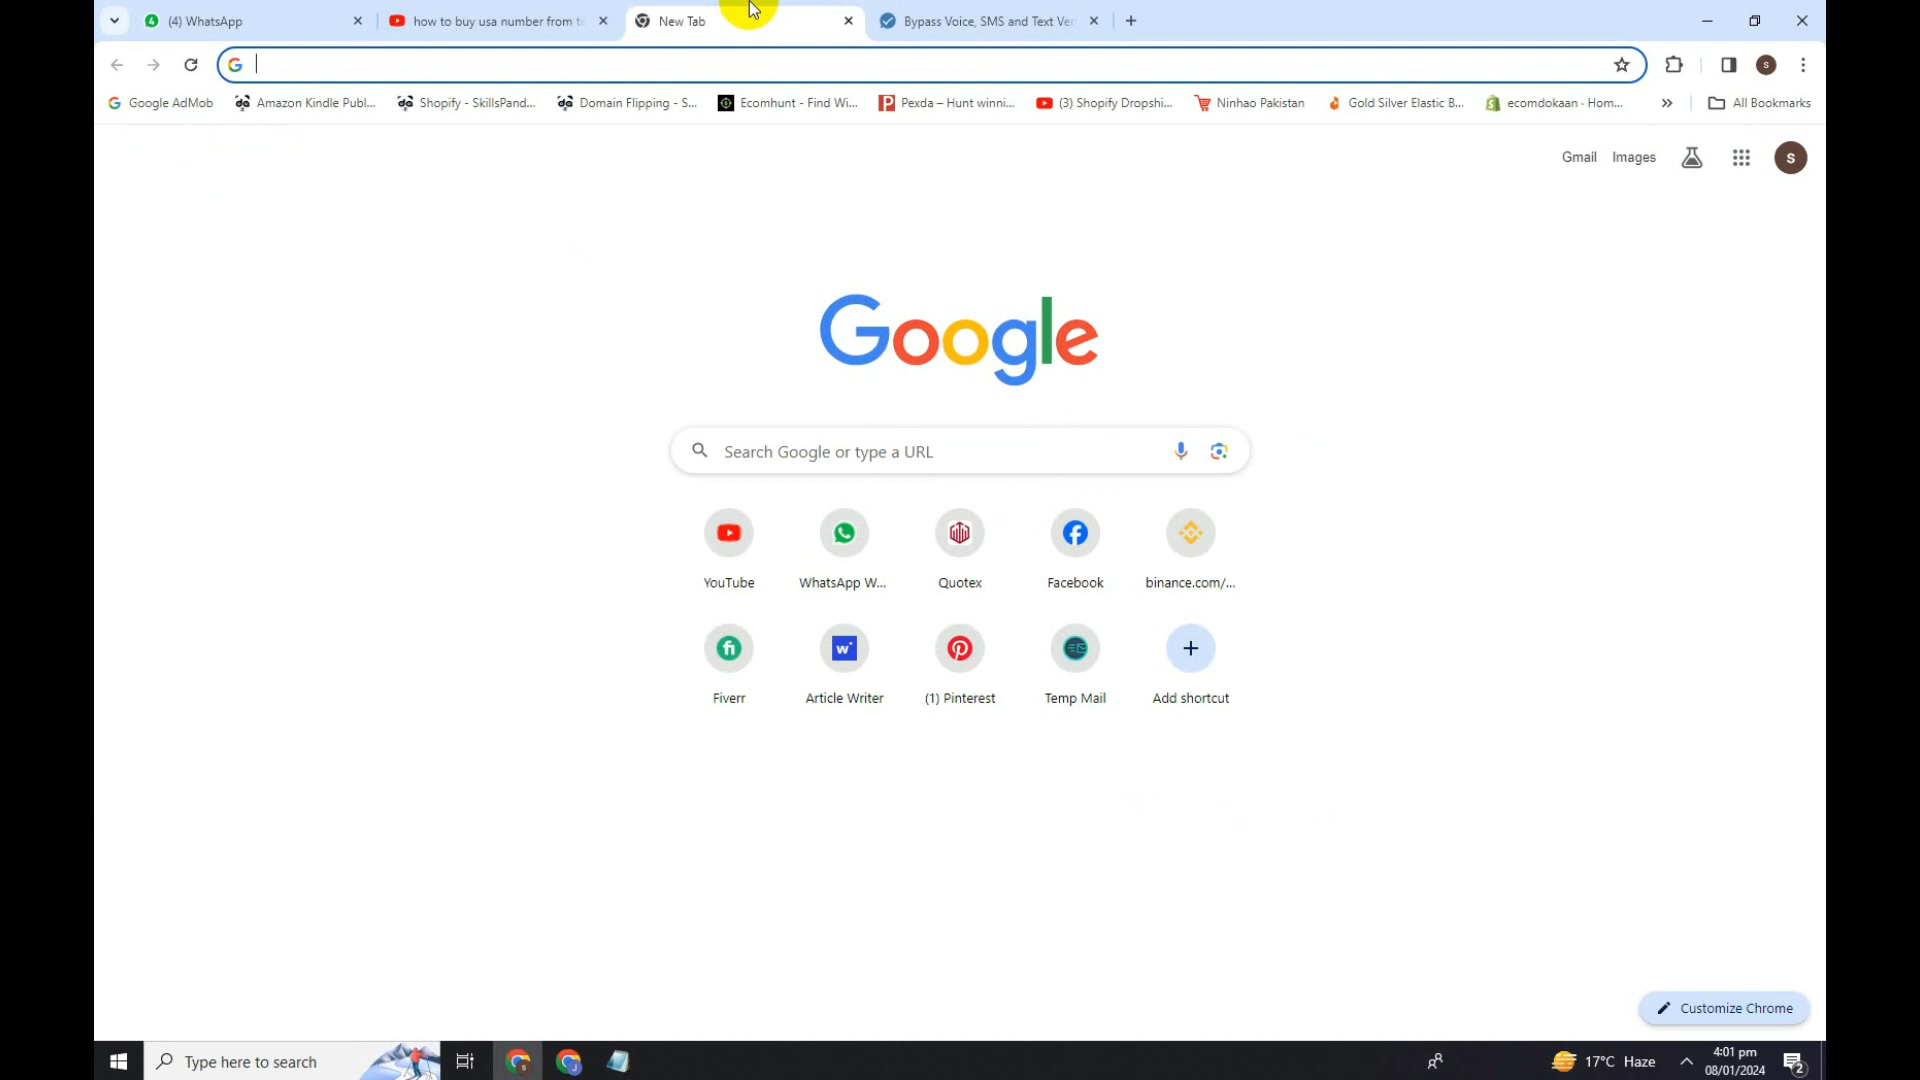 (4) WhatsApp
how to buy usa number from te
New Tab
Bypass Voice, SMS and Text Ver
Google AdMob
Amazon Kindle Publ...
Shopify - SkillsPand...
Domain Flipping - S...
Ecomhunt - Find Wi...
Pexda – Hunt winni...
(3) Shopify Dropshi...
Ninhao Pakistan
Gold Silver Elastic B...
ecomdokaan · Hom...
All Bookmarks
Gmail
Images
S
Google
Search Google or type a URL
YouTube
WhatsApp W...
Quotex
Facebook
binance.com/...
Fiverr
Article Writer
(1) Pinterest
Temp Mail
Add shortcut
Customize Chrome
Type here to search
17°C Haze
4:01 pm
08/01/2024
2